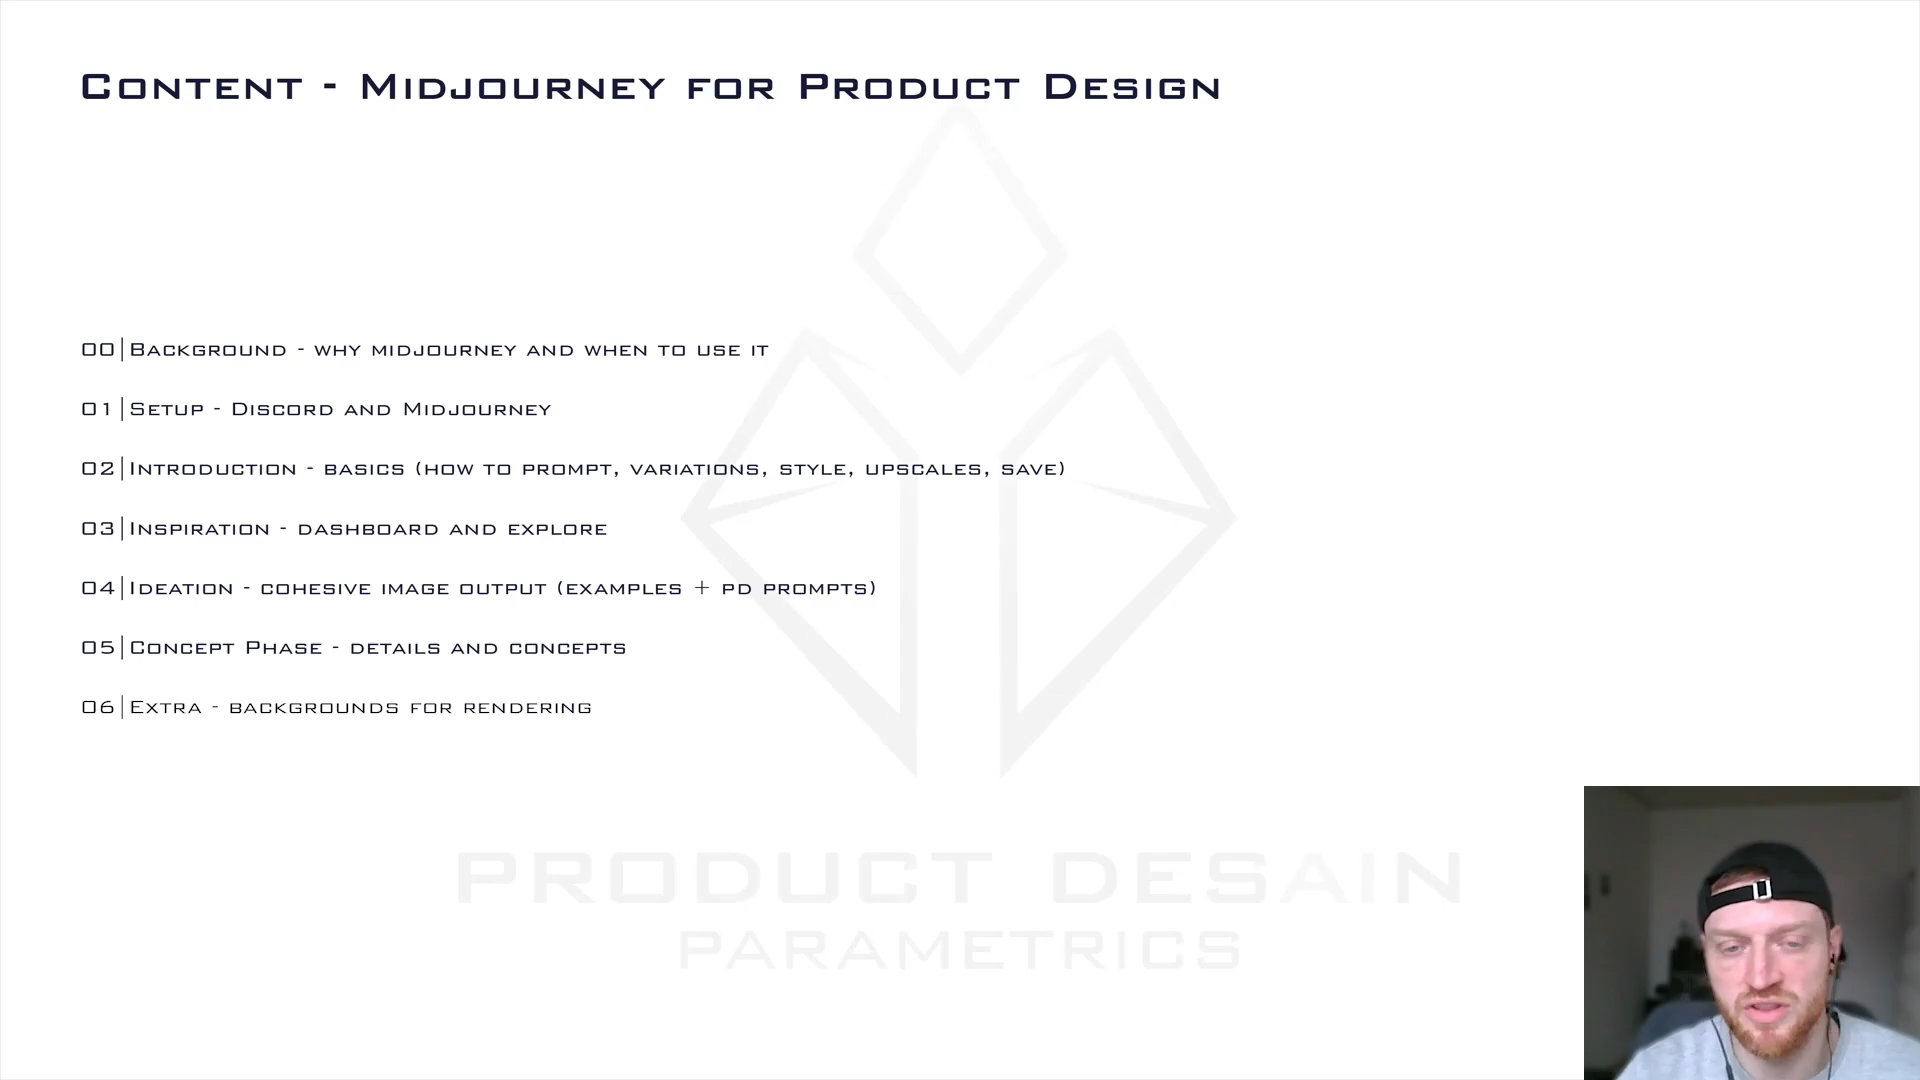 Content - Midjourney for Product Design
00|Background - why midjourney and when to use it
01|Setup - Discord and Midjourney
02|Introduction - basics (how to prompt, variations, style, upscales, save)
03|Inspiration - dashboard and explore
04|Ideation - cohesive image output (examples + pd prompts)
05|Concept Phase - details and concepts
06|Extra - backgrounds for rendering
PRODUCT DESAIN
PARAMETRICS